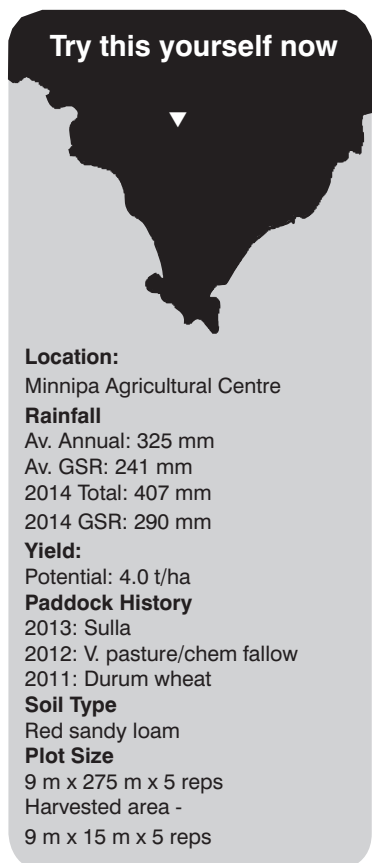 Try this yourself now
Location:
Minnipa Agricultural Centre
Rainfall
Av. Annual: 325 mm
Av. GSR: 241 mm
2014 Total: 407 mm
2014 GSR: 290 mm
Yield:
Potential: 4.0 t/ha
Paddock History
2013: Sulla
2012: V. pasture/chem fallow
2011: Durum wheat
Soil Type
Red sandy loam
Plot Size
9 m x 275 m x 5 reps
Harvested area -
9 m x 15 m x 5 reps